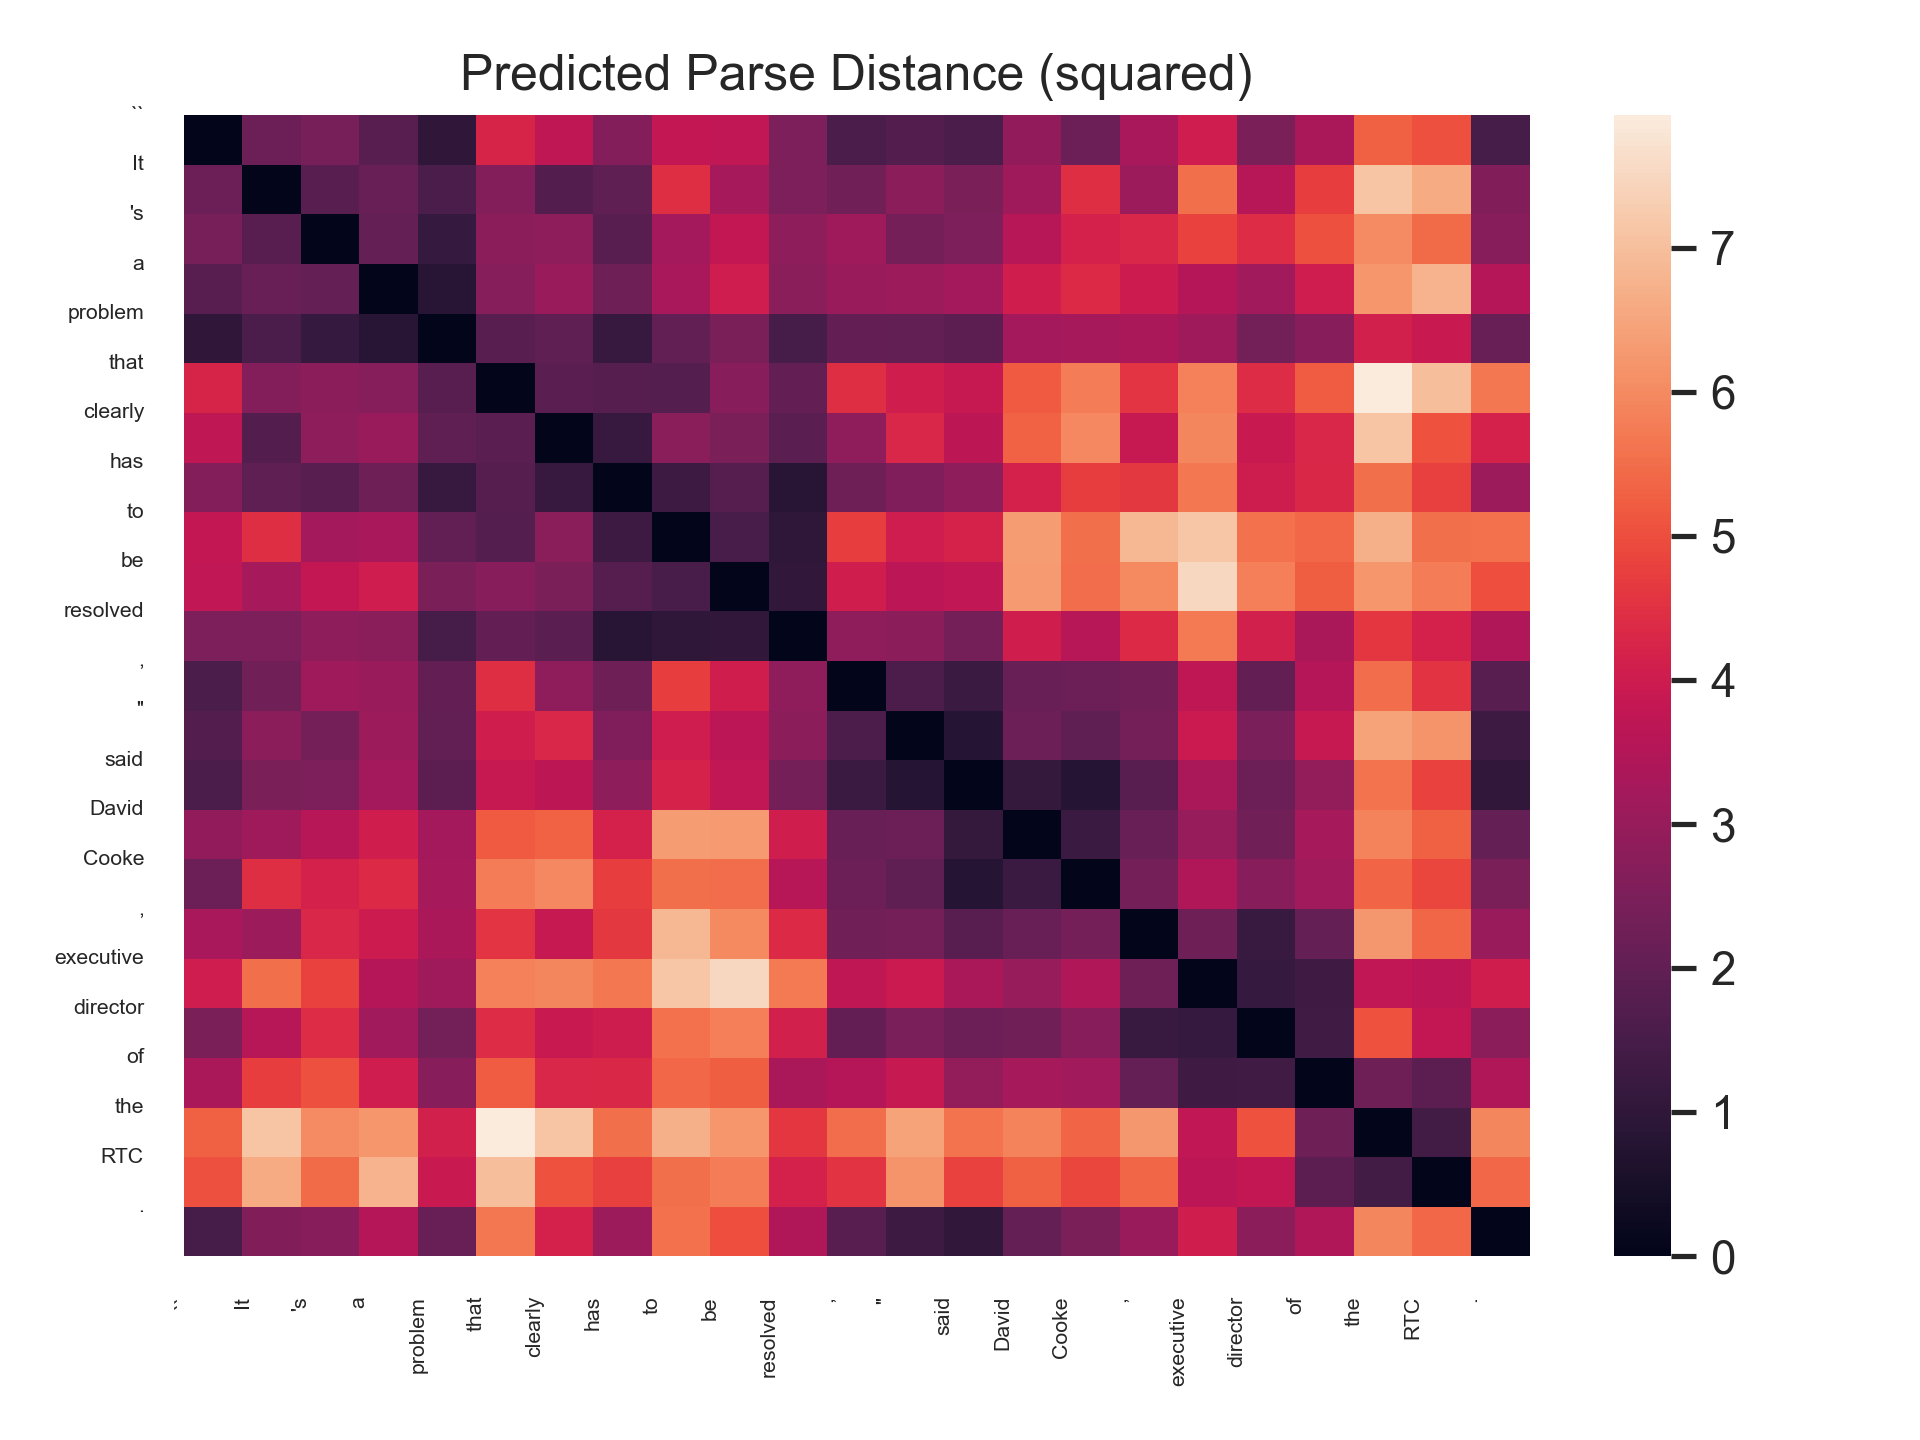 Predicted Parse Distance (squared)
``
It
's
a
problem
that
clearly
has
to
be
resolved
,
''
said
David
Cooke
,
executive
director
of
the
RTC
.
7
6
5
4
3
2
1
0
``
It
's
a
problem
that
clearly
has
to
be
resolved
,
''
said
David
Cooke
,
executive
director
of
the
RTC
.